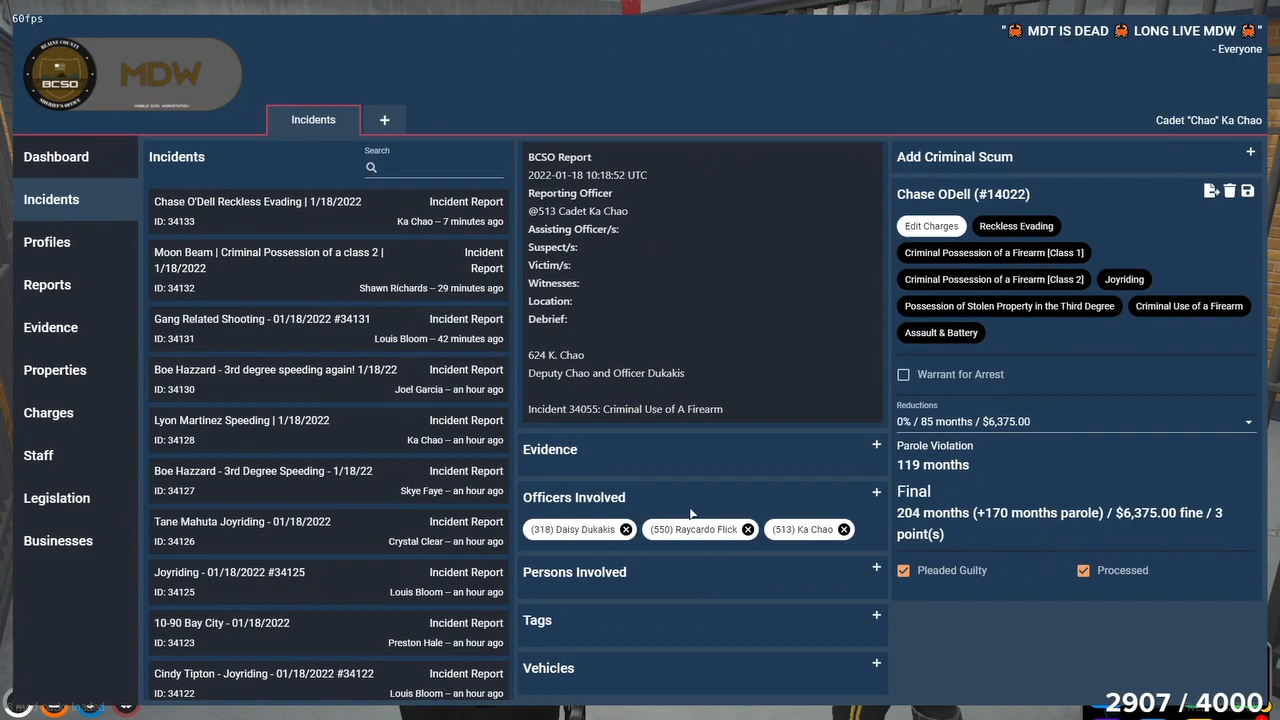 60fps
" MDT IS DEAD LONG LIVE MDW "
- Everyone
BLAINE COUNTY
BCSO
SHERIFF'S OFFICE
MDW
MOBILE DATA WORKSTATION
Incidents
+
Cadet "Chao" Ka Chao
Dashboard
Incidents
Profiles
Reports
Evidence
Properties
Charges
Staff
Legislation
Businesses
Incidents
Search
Chase O'Dell Reckless Evading | 1/18/2022 Incident Report
ID: 34133 Ka Chao – 7 minutes ago
Moon Beam | Criminal Possession of a class 2 | Incident
1/18/2022 Report
ID: 34132 Shawn Richards – 29 minutes ago
Gang Related Shooting - 01/18/2022 #34131 Incident Report
ID: 34131 Louis Bloom – 42 minutes ago
Boe Hazzard - 3rd degree speeding again! 1/18/22 Incident Report
ID: 34130 Joel Garcia – an hour ago
Lyon Martinez Speeding | 1/18/2022 Incident Report
ID: 34128 Ka Chao – an hour ago
Boe Hazzard - 3rd Degree Speeding - 1/18/22 Incident Report
ID: 34127 Skye Faye – an hour ago
Tane Mahuta Joyriding - 01/18/2022 Incident Report
ID: 34126 Crystal Clear – an hour ago
Joyriding - 01/18/2022 #34125 Incident Report
ID: 34125 Louis Bloom – an hour ago
10-90 Bay City - 01/18/2022 Incident Report
ID: 34123 Preston Hale – an hour ago
Cindy Tipton - Joyriding - 01/18/2022 #34122 Incident Report
ID: 34122 Louis Bloom – an hour ago
BCSO Report
2022-01-18 10:18:52 UTC
Reporting Officer
@513 Cadet Ka Chao
Assisting Officer/s:
Suspect/s:
Victim/s:
Witnesses:
Location:
Debrief:
624 K. Chao
Deputy Chao and Officer Dukakis
Incident 34055: Criminal Use of A Firearm
Evidence +
Officers Involved +
(318) Daisy Dukakis (550) Raycardo Flick (513) Ka Chao
Persons Involved +
Tags +
Vehicles +
Add Criminal Scum +
Chase ODell (#14022)
Edit Charges Reckless Evading
Criminal Possession of a Firearm [Class 1]
Criminal Possession of a Firearm [Class 2] Joyriding
Possession of Stolen Property in the Third Degree Criminal Use of a Firearm
Assault & Battery
Warrant for Arrest
Reductions
0% / 85 months / $6,375.00
Parole Violation
119 months
Final
204 months (+170 months parole) / $6,375.00 fine / 3
point(s)
Pleaded Guilty Processed
2907 / 4000